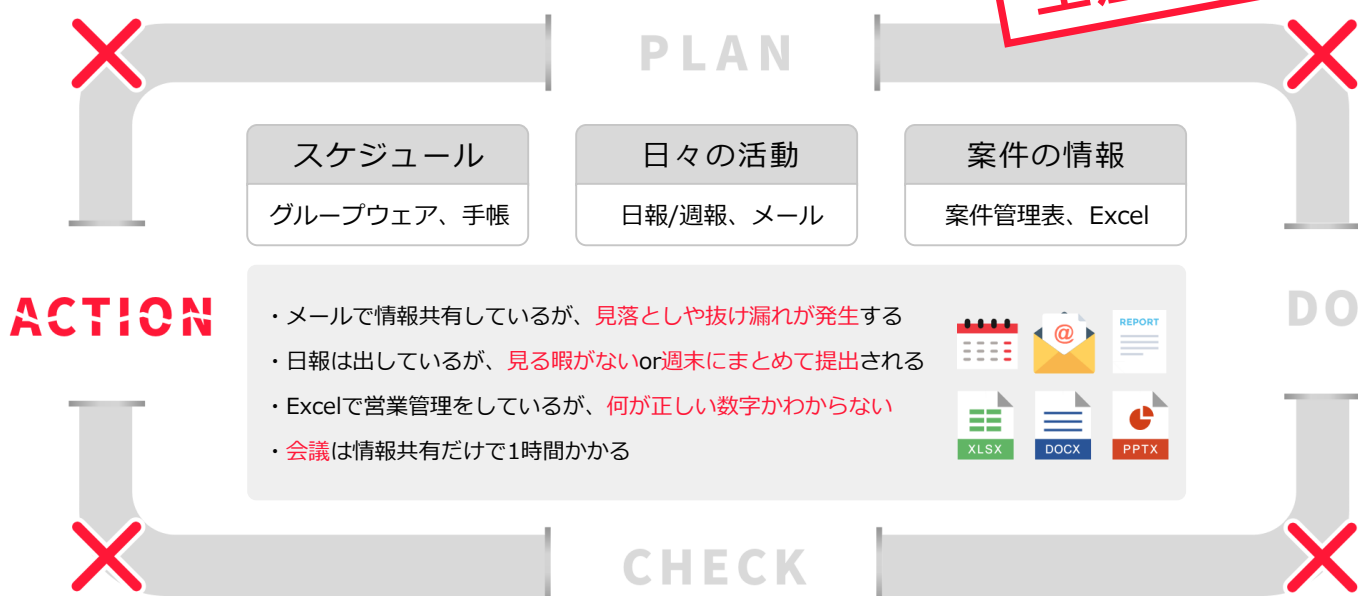 PLAN
スケジュール
グループウェア、手帳
日々の活動
日報/週報、メール
案件の情報
案件管理表、Excel
ACTION
DO
・メールで情報共有しているが、見落としや抜け漏れが発生する
・日報は出しているが、見る暇がないor週末にまとめて提出される
・Excelで営業管理をしているが、何が正しい数字かわからない
・会議は情報共有だけで1時間かかる
@
REPORT
XLSX
DOCX
PPTX
CHECK